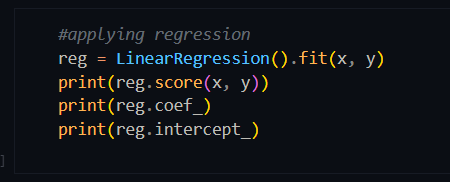 #applying regression
reg = LinearRegression().fit(x, y)
print(reg.score(x, y))
print(reg.coef_)
print(reg.intercept_)
]